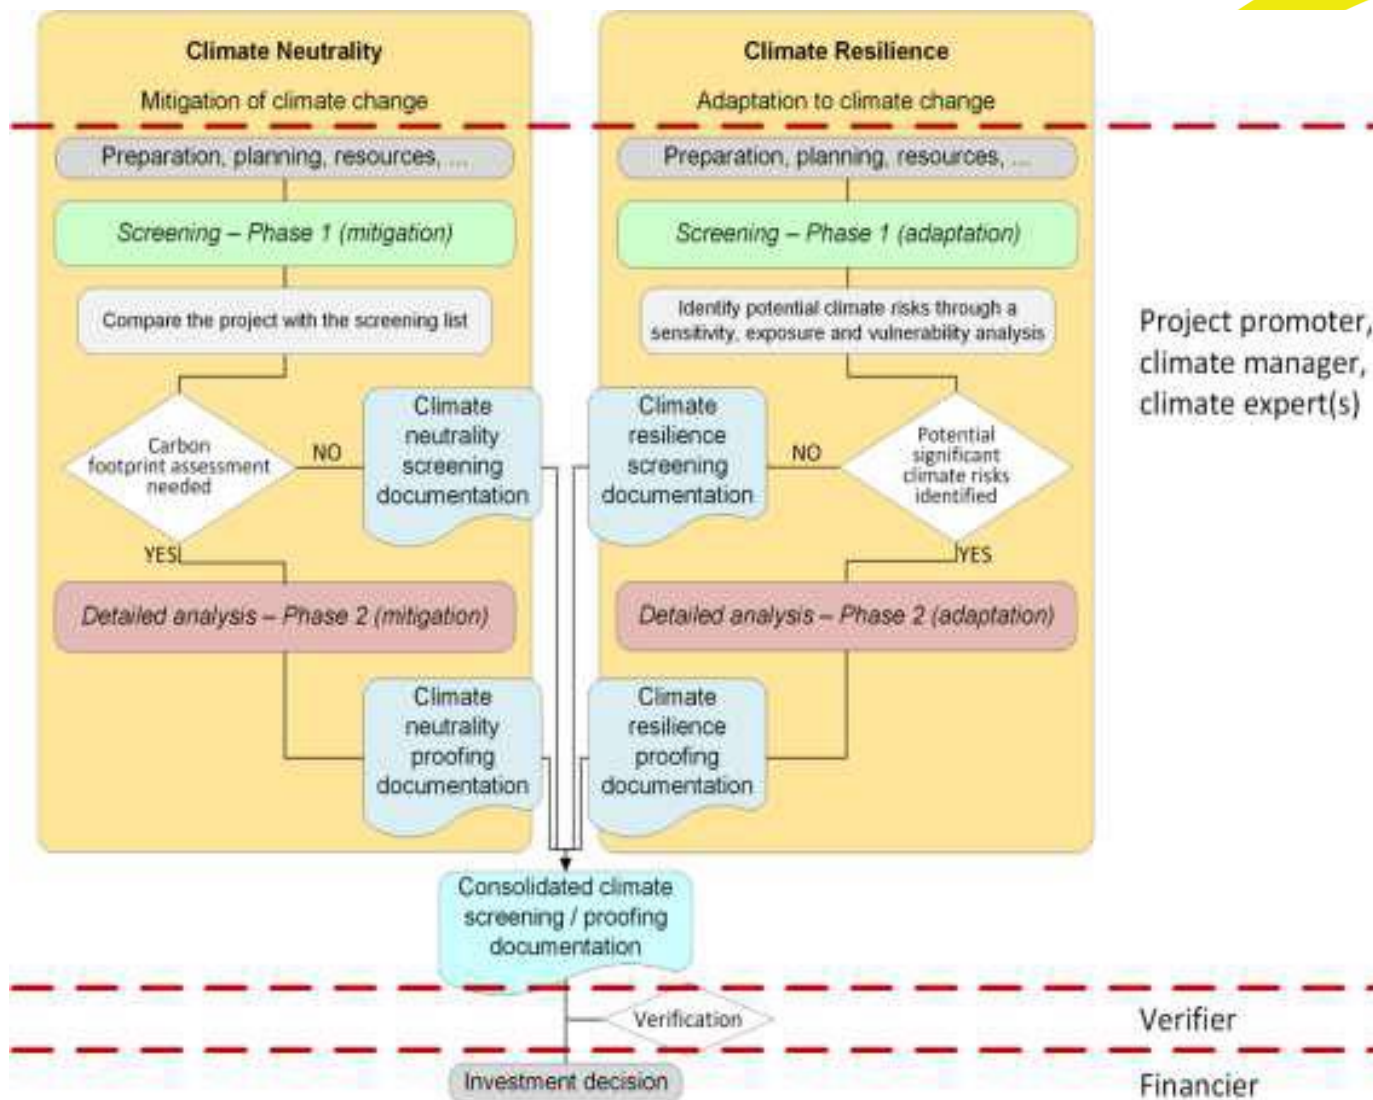 Climate Neutrality
Mitigation of climate change
Preparation, planning, resources, ...
Screening – Phase 1 (mitigation)
Compare the project with the screening list
Carbon
footprint assessment
needed
NO
YES
Climate
neutrality
screening
documentation
Detailed analysis – Phase 2 (mitigation)
Climate
neutrality
proofing
documentation
Climate Resilience
Adaptation to climate change
Preparation, planning, resources, ...
Screening – Phase 1 (adaptation)
Identify potential climate risks through a
sensitivity, exposure and vulnerability analysis
Climate
resilience
screening
documentation
NO
Potential
significant
climate risks
identified
YES
Detailed analysis – Phase 2 (adaptation)
Climate
resilience
proofing
documentation
Project promoter,
climate manager,
climate expert(s)
Consolidated climate
screening / proofing
documentation
Verification
Verifier
Investment decision
Financier